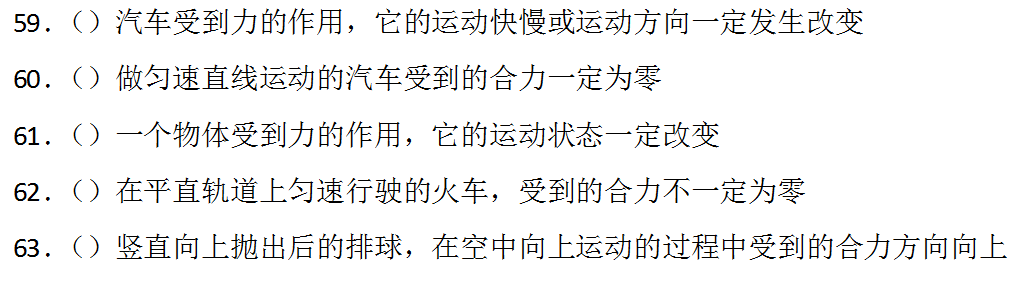 59．（）汽车受到力的作用，它的运动快慢或运动方向一定发生改变
60．（）做匀速直线运动的汽车受到的合力一定为零
61．（）一个物体受到力的作用，它的运动状态一定改变
62．（）在平直轨道上匀速行驶的火车，受到的合力不一定为零
63．（）竖直向上抛出后的排球，在空中向上运动的过程中受到的合力方向向上